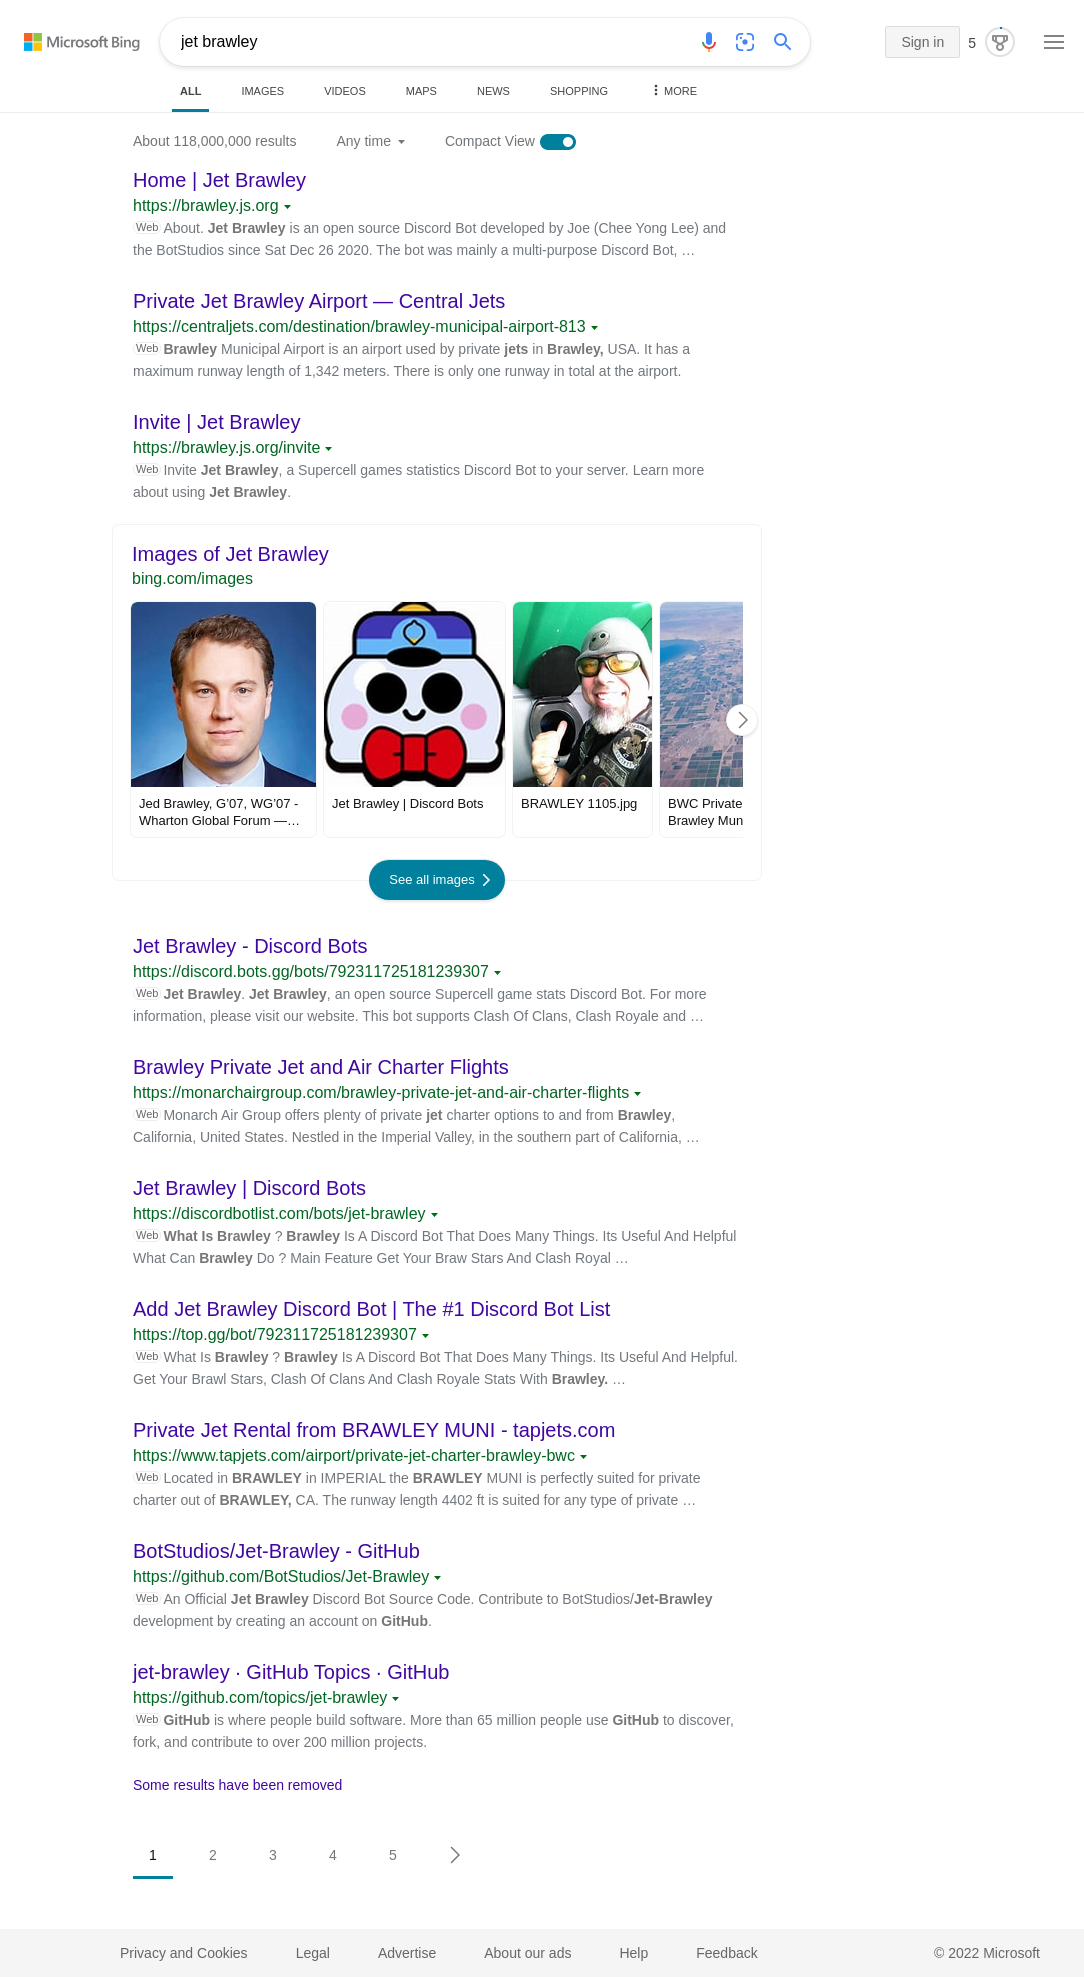 Microsoft Bing
jet brawley
Sign in
5
ALL
IMAGES
VIDEOS
MAPS
NEWS
SHOPPING
MORE
About 118,000,000 results
Any time
Compact View
Home | Jet Brawley
https://brawley.js.org
Web About. Jet Brawley is an open source Discord Bot developed by Joe (Chee Yong Lee) and
the BotStudios since Sat Dec 26 2020. The bot was mainly a multi-purpose Discord Bot, …
Private Jet Brawley Airport — Central Jets
https://centraljets.com/destination/brawley-municipal-airport-813
Web Brawley Municipal Airport is an airport used by private jets in Brawley, USA. It has a
maximum runway length of 1,342 meters. There is only one runway in total at the airport.
Invite | Jet Brawley
https://brawley.js.org/invite
Web Invite Jet Brawley, a Supercell games statistics Discord Bot to your server. Learn more
about using Jet Brawley.
Images of Jet Brawley
bing.com/images
Jed Brawley, G'07, WG'07 -
Wharton Global Forum —…
Jet Brawley | Discord Bots
BRAWLEY 1105.jpg
BWC Private
Brawley Mun
See all images
Jet Brawley - Discord Bots
https://discord.bots.gg/bots/792311725181239307
Web Jet Brawley. Jet Brawley, an open source Supercell game stats Discord Bot. For more
information, please visit our website. This bot supports Clash Of Clans, Clash Royale and …
Brawley Private Jet and Air Charter Flights
https://monarchairgroup.com/brawley-private-jet-and-air-charter-flights
Web Monarch Air Group offers plenty of private jet charter options to and from Brawley,
California, United States. Nestled in the Imperial Valley, in the southern part of California, …
Jet Brawley | Discord Bots
https://discordbotlist.com/bots/jet-brawley
Web What Is Brawley ? Brawley Is A Discord Bot That Does Many Things. Its Useful And Helpful
What Can Brawley Do ? Main Feature Get Your Braw Stars And Clash Royal …
Add Jet Brawley Discord Bot | The #1 Discord Bot List
https://top.gg/bot/792311725181239307
Web What Is Brawley ? Brawley Is A Discord Bot That Does Many Things. Its Useful And Helpful.
Get Your Brawl Stars, Clash Of Clans And Clash Royale Stats With Brawley. …
Private Jet Rental from BRAWLEY MUNI - tapjets.com
https://www.tapjets.com/airport/private-jet-charter-brawley-bwc
Web Located in BRAWLEY in IMPERIAL the BRAWLEY MUNI is perfectly suited for private
charter out of BRAWLEY, CA. The runway length 4402 ft is suited for any type of private …
BotStudios/Jet-Brawley - GitHub
https://github.com/BotStudios/Jet-Brawley
Web An Official Jet Brawley Discord Bot Source Code. Contribute to BotStudios/Jet-Brawley
development by creating an account on GitHub.
jet-brawley · GitHub Topics · GitHub
https://github.com/topics/jet-brawley
Web GitHub is where people build software. More than 65 million people use GitHub to discover,
fork, and contribute to over 200 million projects.
Some results have been removed
1 2 3 4 5
Privacy and Cookies
Legal
Advertise
About our ads
Help
Feedback
© 2022 Microsoft